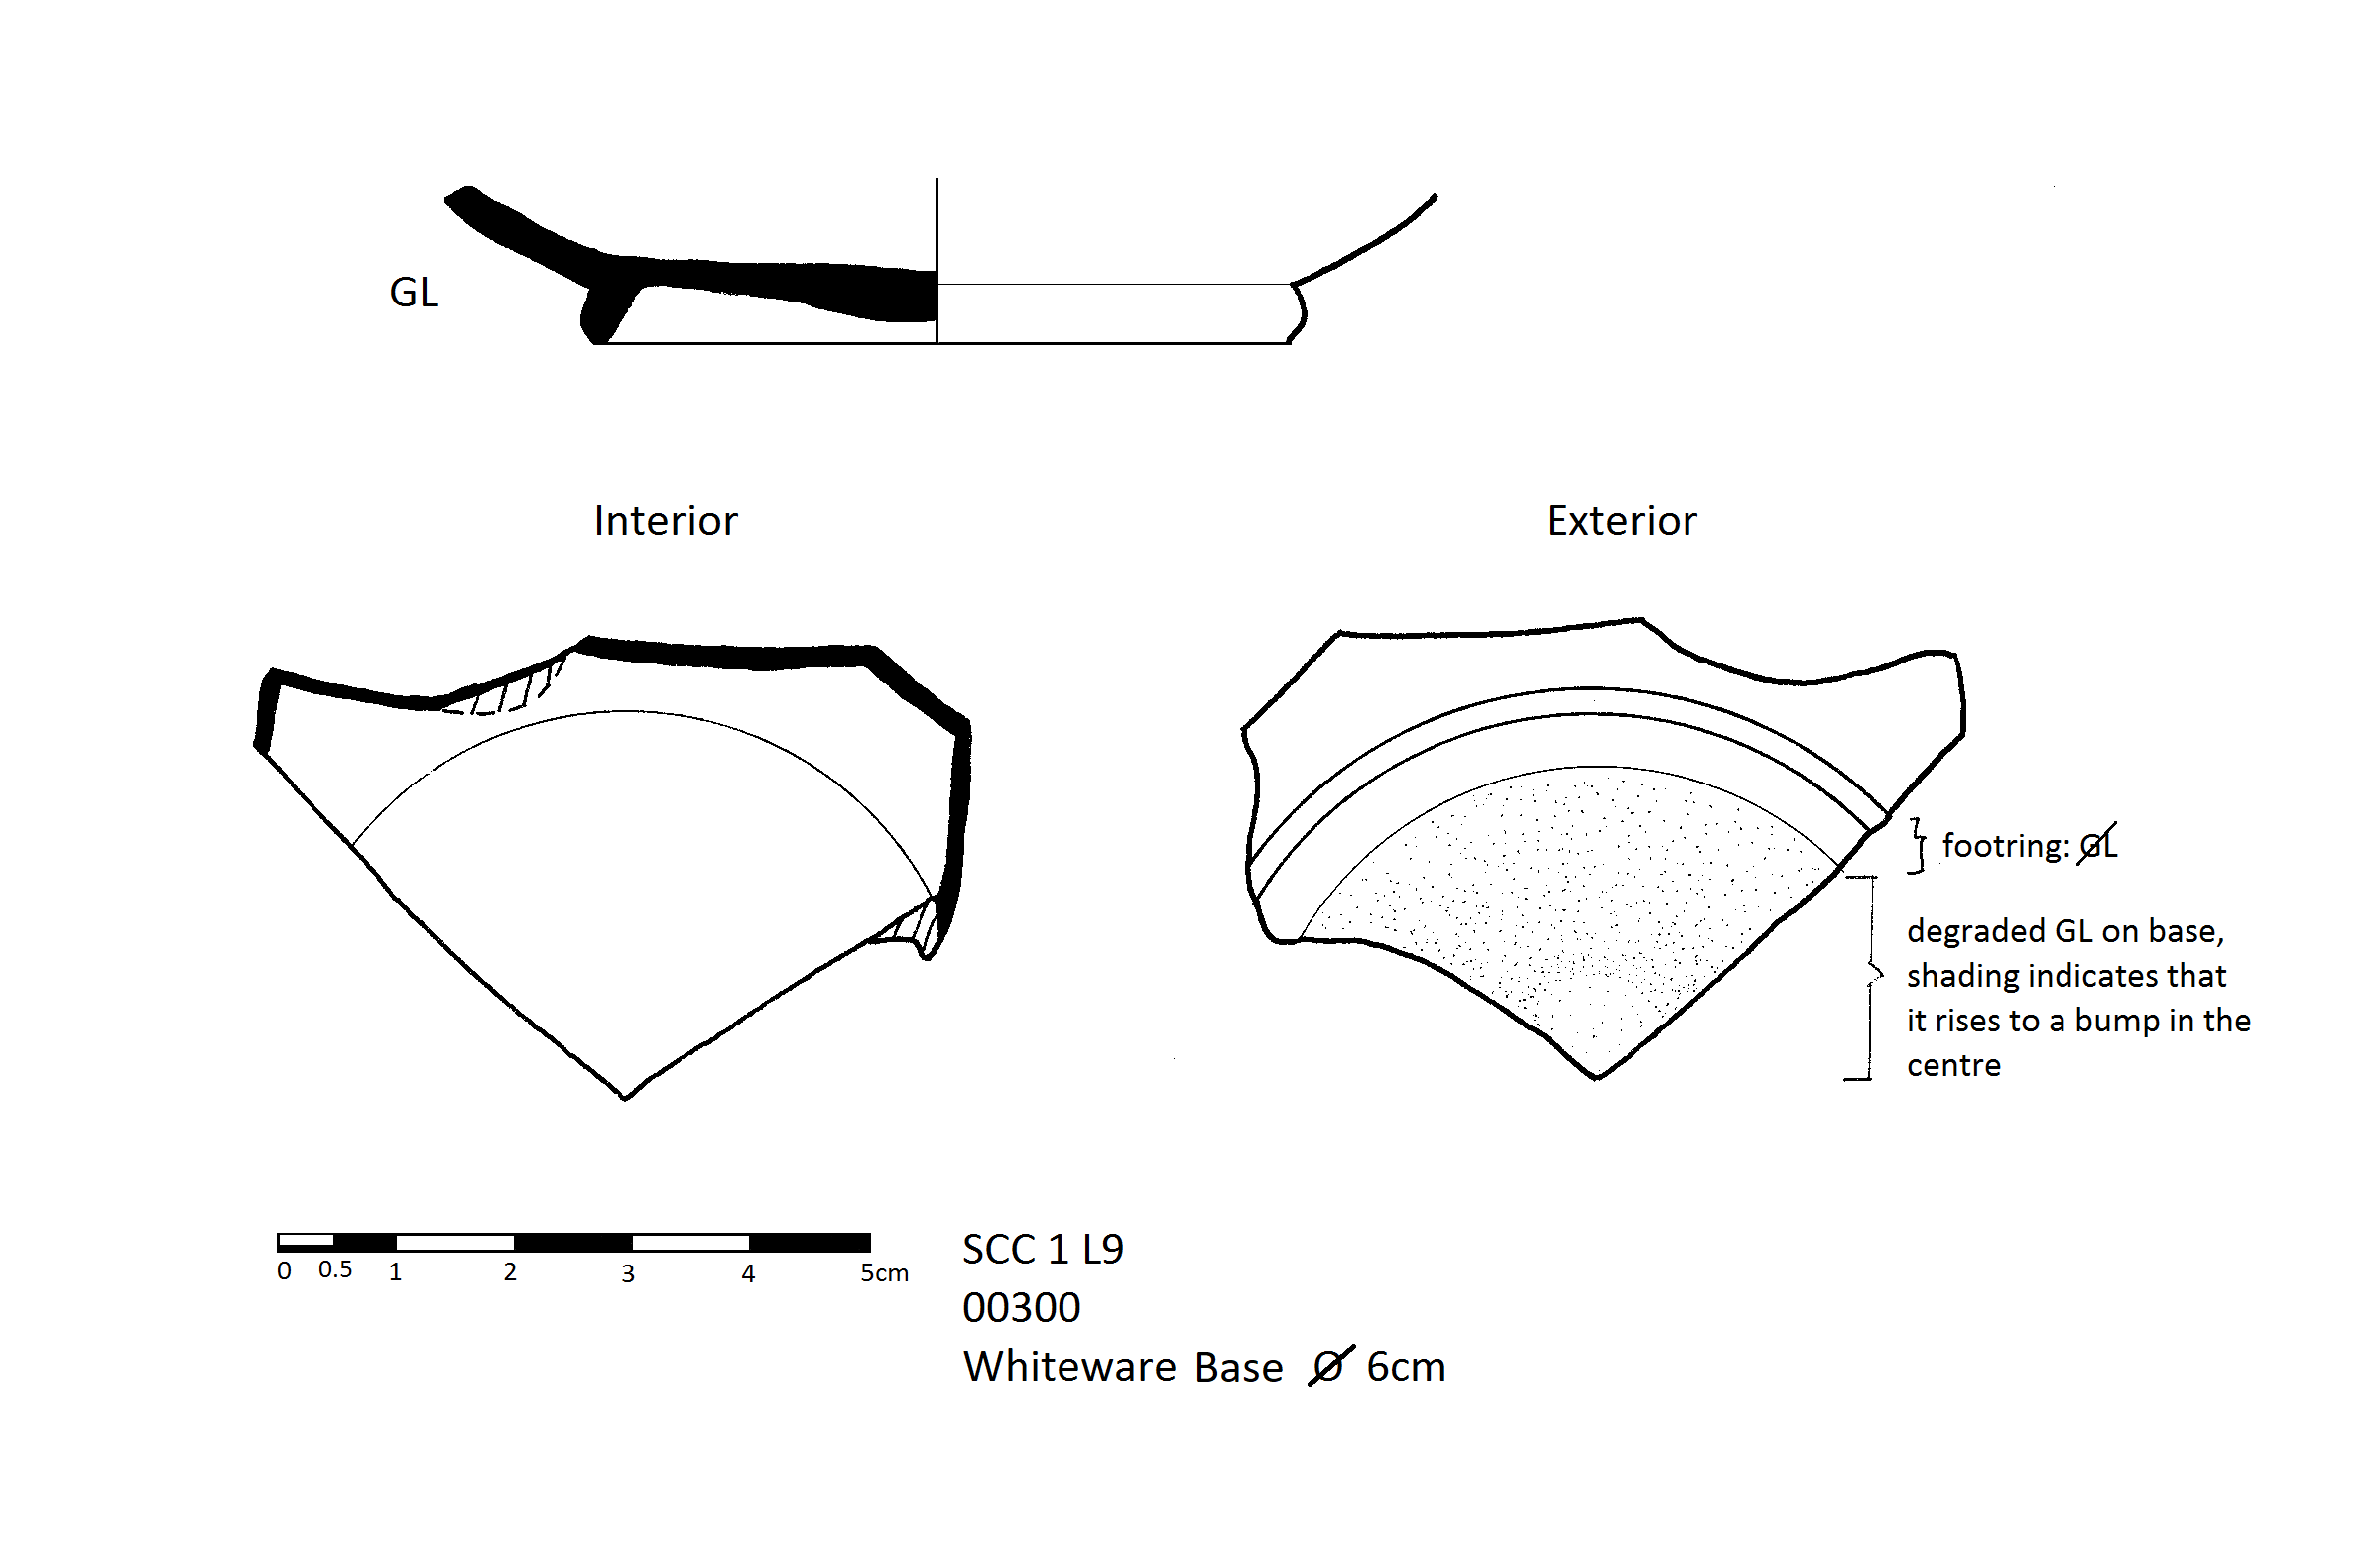 GL
Interior
Exterior
footring: GL
degraded GL on base,
shading indicates that
it rises to a bump in the
centre
0 0.5 1 2 3 4 5cm
SCC 1 L9
00300
Whiteware Base Ø 6cm